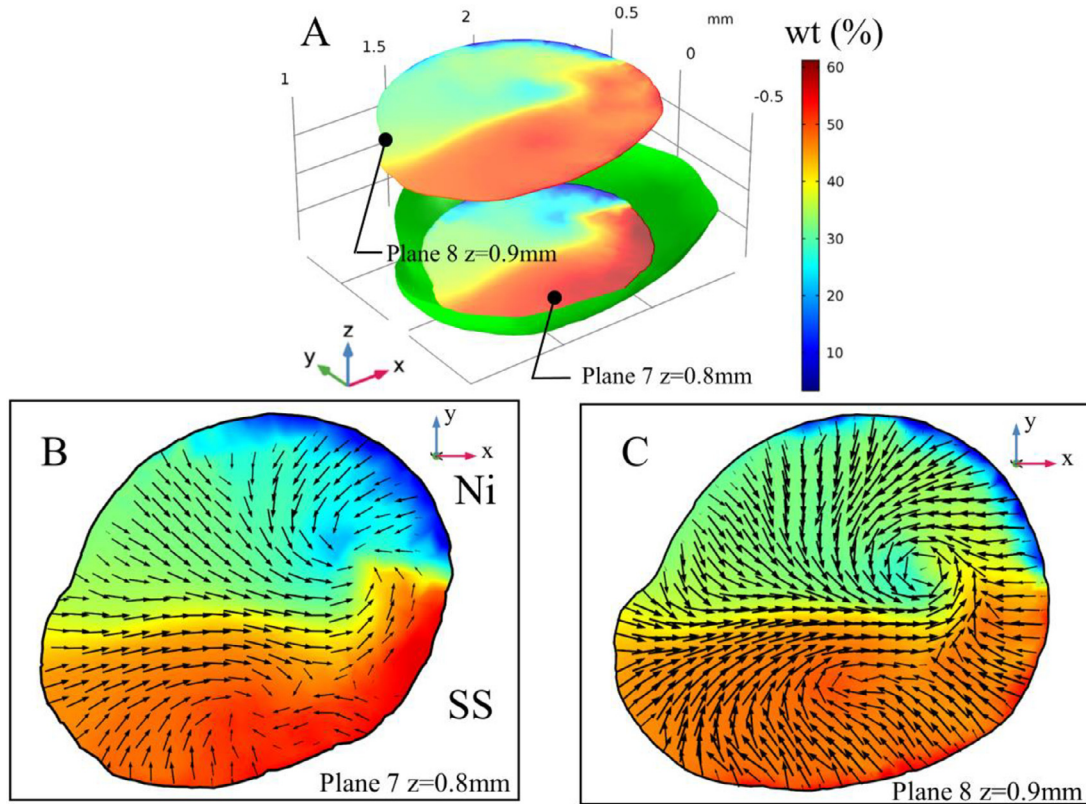 A
2
0.5
mm
wt (%)
1.5
0
1
-0.5
60
50
40
30
20
10
Plane 8 z=0.9mm
z
y
x
Plane 7 z=0.8mm
B
y
x
Ni
SS
Plane 7 z=0.8mm
C
y
x
Plane 8 z=0.9mm